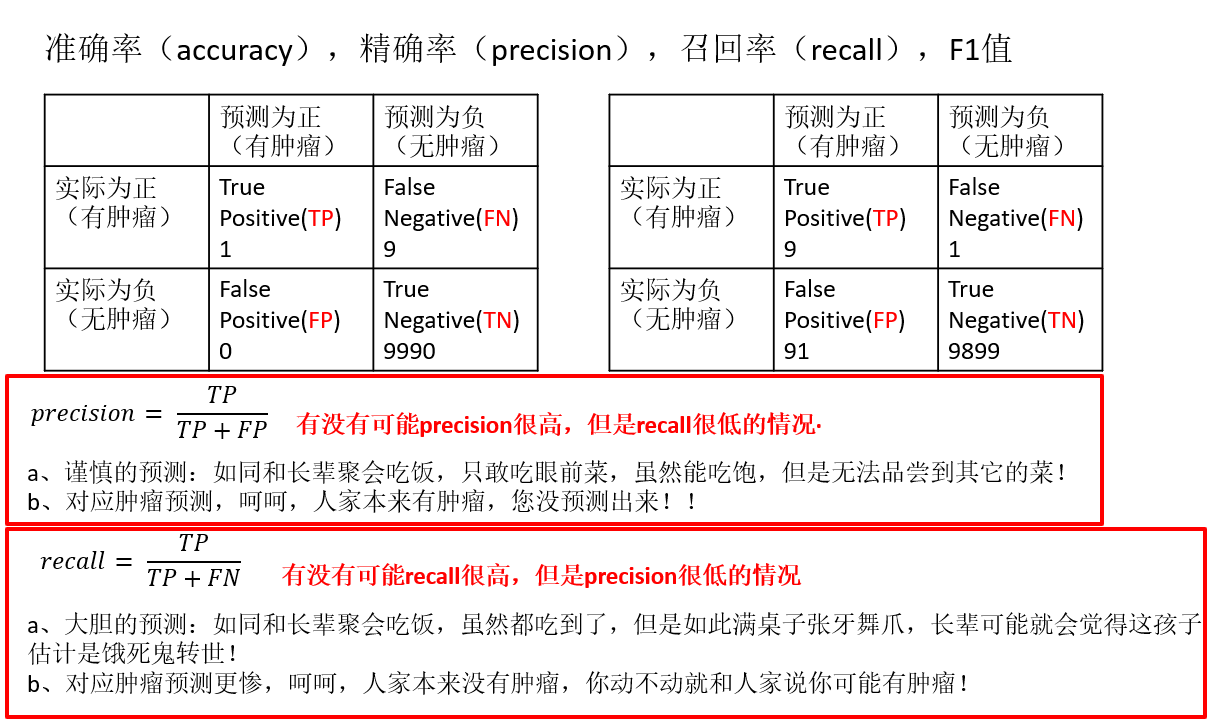 准确率（accuracy），精确率（precision），召回率（recall），F1值
预测为正
（有肿瘤）
预测为负
（无肿瘤）
实际为正
（有肿瘤）
True
Positive(TP)
1
False
Negative(FN)
9
实际为负
（无肿瘤）
False
Positive(FP)
0
True
Negative(TN)
9990
预测为正
（有肿瘤）
预测为负
（无肿瘤）
实际为正
（有肿瘤）
True
Positive(TP)
9
False
Negative(FN)
1
实际为负
（无肿瘤）
False
Positive(FP)
91
True
Negative(TN)
9899
precision = TP / TP + FP
有没有可能precision很高，但是recall很低的情况.
a、谨慎的预测：如同和长辈聚会吃饭，只敢吃眼前菜，虽然能吃饱，但是无法品尝到其它的菜！
b、对应肿瘤预测，呵呵，人家本来有肿瘤，您没预测出来！！
recall = TP / TP + FN
有没有可能recall很高，但是precision很低的情况
a、大胆的预测：如同和长辈聚会吃饭，虽然都吃到了，但是如此满桌子张牙舞爪，长辈可能就会觉得这孩子
估计是饿死鬼转世！
b、对应肿瘤预测更惨，呵呵，人家本来没有肿瘤，你动不动就和人家说你可能有肿瘤！